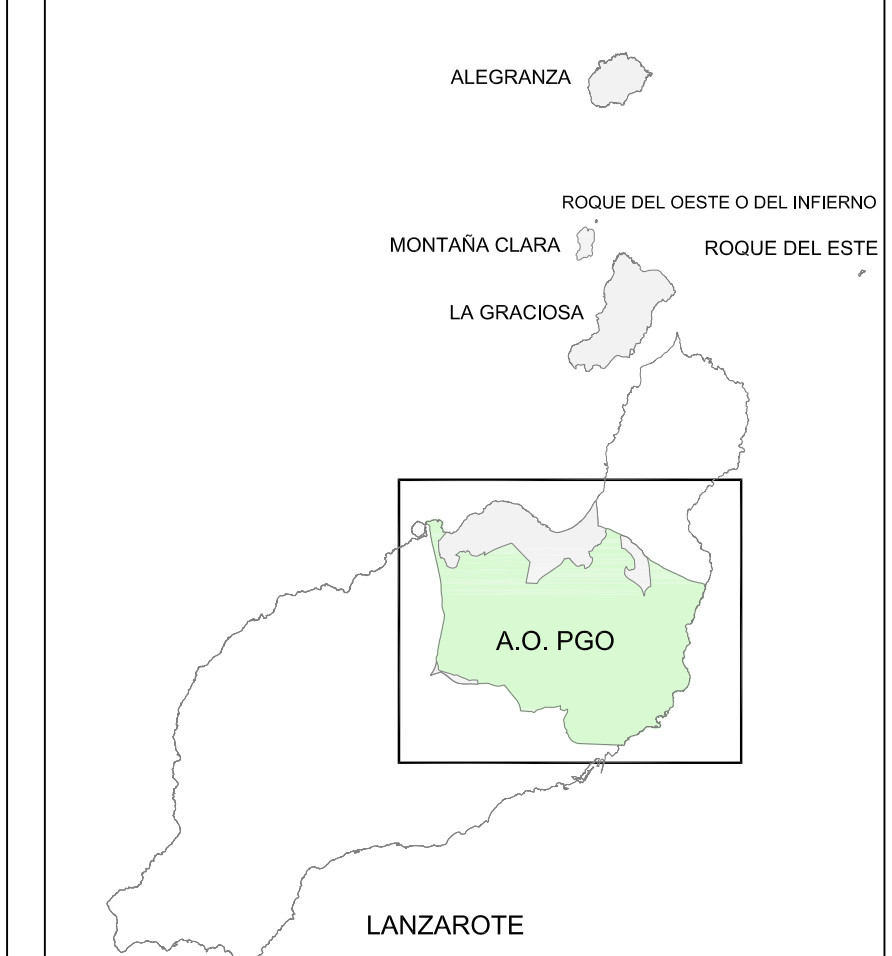 ALEGRANZA
ROQUE DEL OESTE O DEL INFIERNO
MONTAÑA CLARA
ROQUE DEL ESTE
LA GRACIOSA
A.O. PGO
LANZAROTE